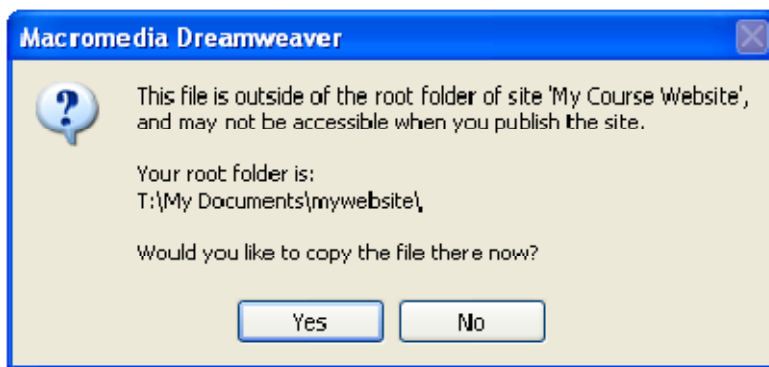 Macromedia Dreamweaver
This file is outside of the root folder of site 'My Course Website',
and may not be accessible when you publish the site.
Your root folder is:
T:\My Documents\mywebsite\,
Would you like to copy the file there now?
Yes No